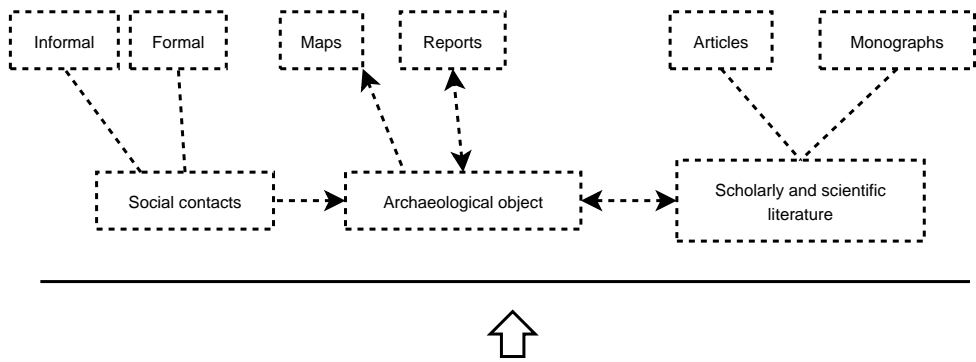 Informal
Formal
Maps
Reports
Articles
Monographs
Social contacts
Archaeological object
Scholarly and scientific
literature